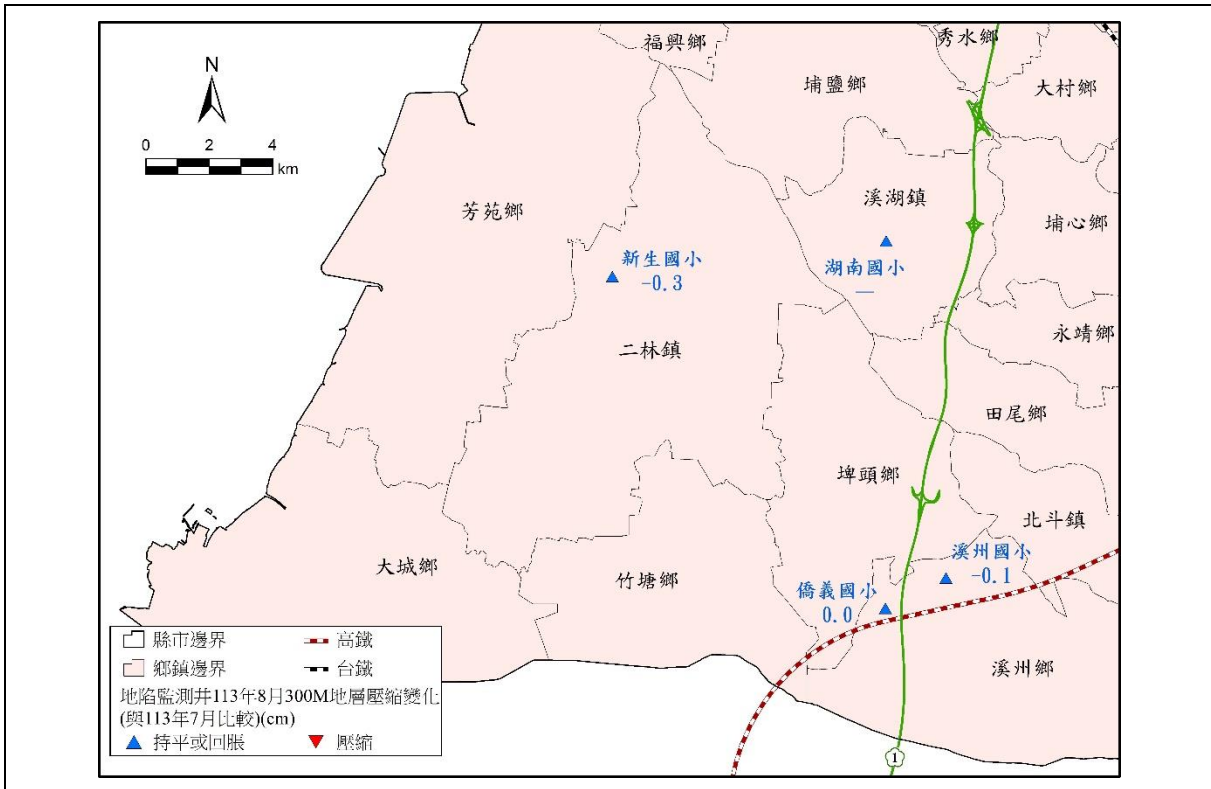 福興鄉
秀水鄉
埔鹽鄉
大村鄉
N
0 2 4
km
芳苑鄉
溪湖鎮
埔心鄉
新生國小
-0.3
湖南國小
—
二林鎮
永靖鄉
田尾鄉
埤頭鄉
北斗鎮
溪州國小
-0.1
大城鄉
竹塘鄉
僑義國小
0.0
溪州鄉
縣市邊界 高鐵
鄉鎮邊界 台鐵
地陷監測井113年8月300M地層壓縮變化
(與113年7月比較)(cm)
持平或回脹 壓縮
1